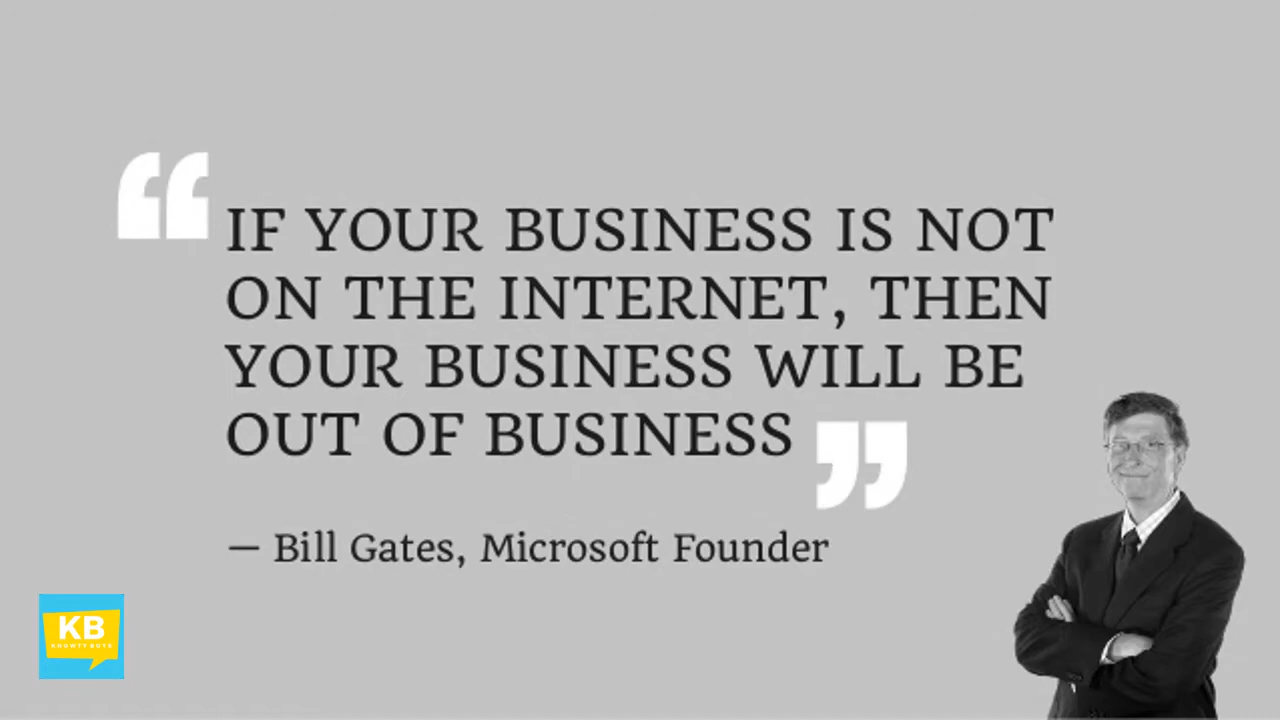 “IF YOUR BUSINESS IS NOT
ON THE INTERNET, THEN
YOUR BUSINESS WILL BE
OUT OF BUSINESS”
— Bill Gates, Microsoft Founder
KB